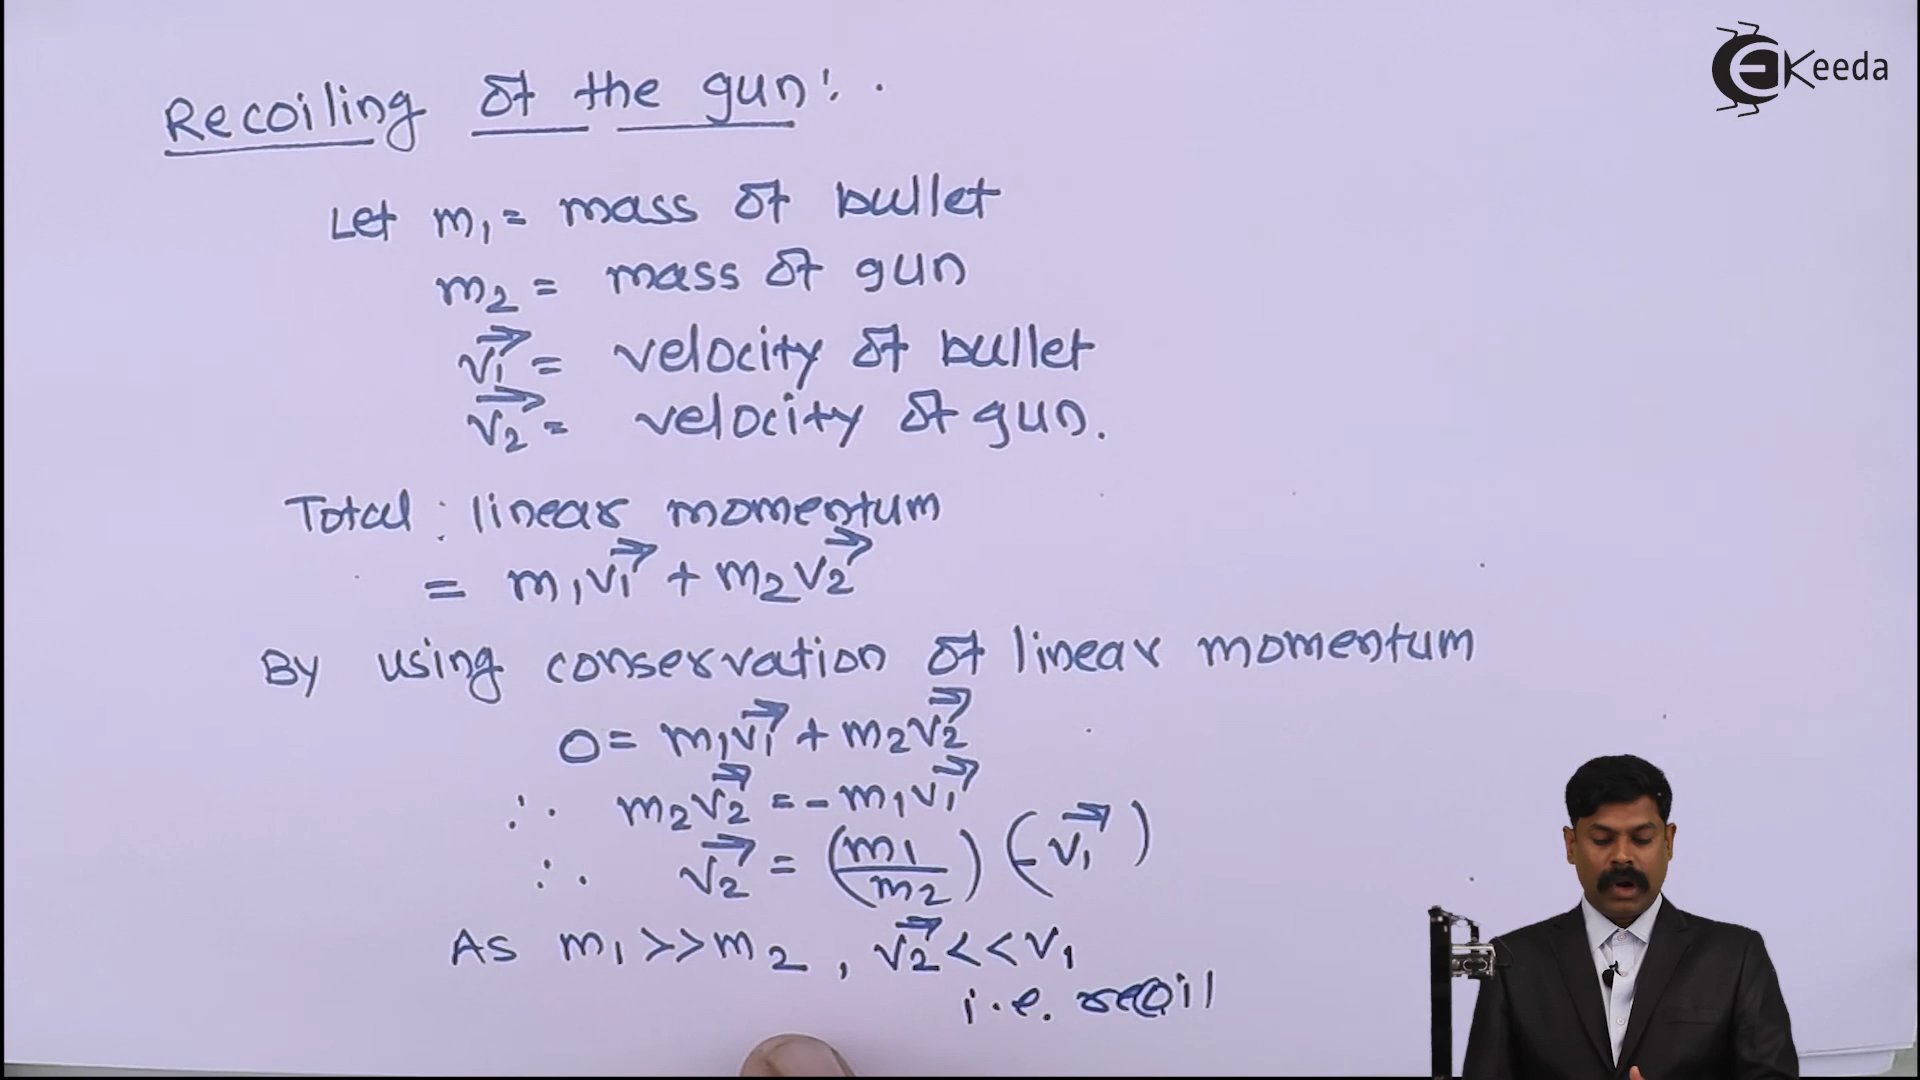 EKeeda
Recoiling of the gun:.
Let m₁ = mass of bullet
m₂ = mass of gun
v₁⃗ = velocity of bullet
v₂⃗ = velocity of gun.
Total : linear momentum
= m₁v₁⃗ + m₂v₂⃗
By using conservation of linear momentum
0 = m₁v₁⃗ + m₂v₂⃗
∴ m₂v₂⃗ = - m₁v₁⃗
∴ v₂⃗ = (m₁/m₂) (-v₁⃗)
As m₁ >> m₂, v₂⃗ << v₁
i.e. recoil